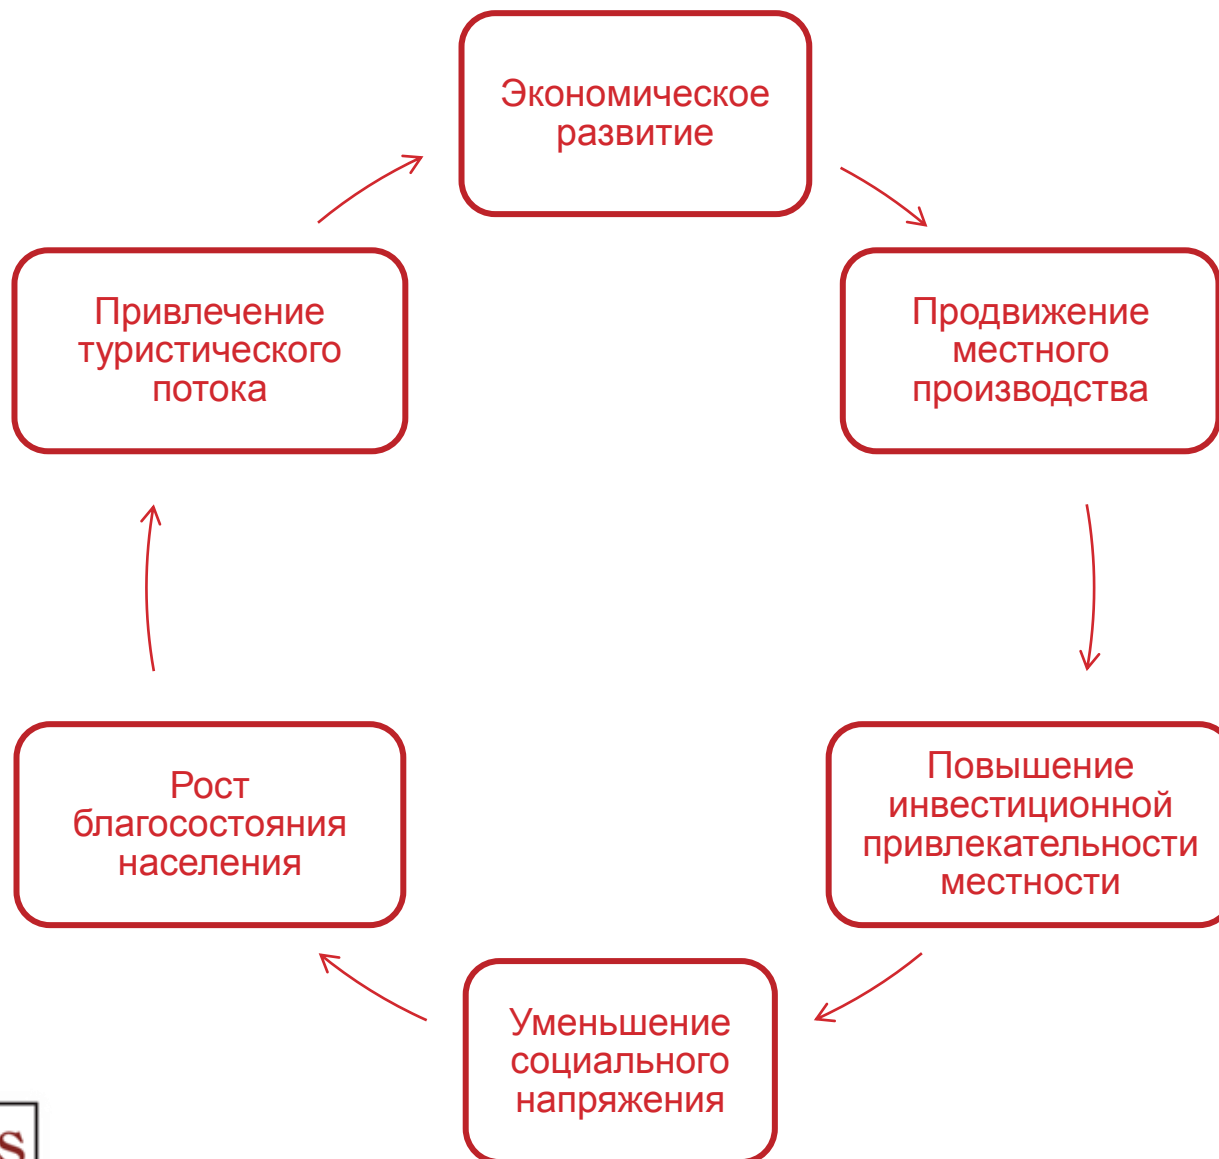 Экономическое
развитие
Продвижение
местного
производства
Повышение
инвестиционной
привлекательности
местности
Уменьшение
социального
напряжения
Рост
благосостояния
населения
Привлечение
туристического
потока
s